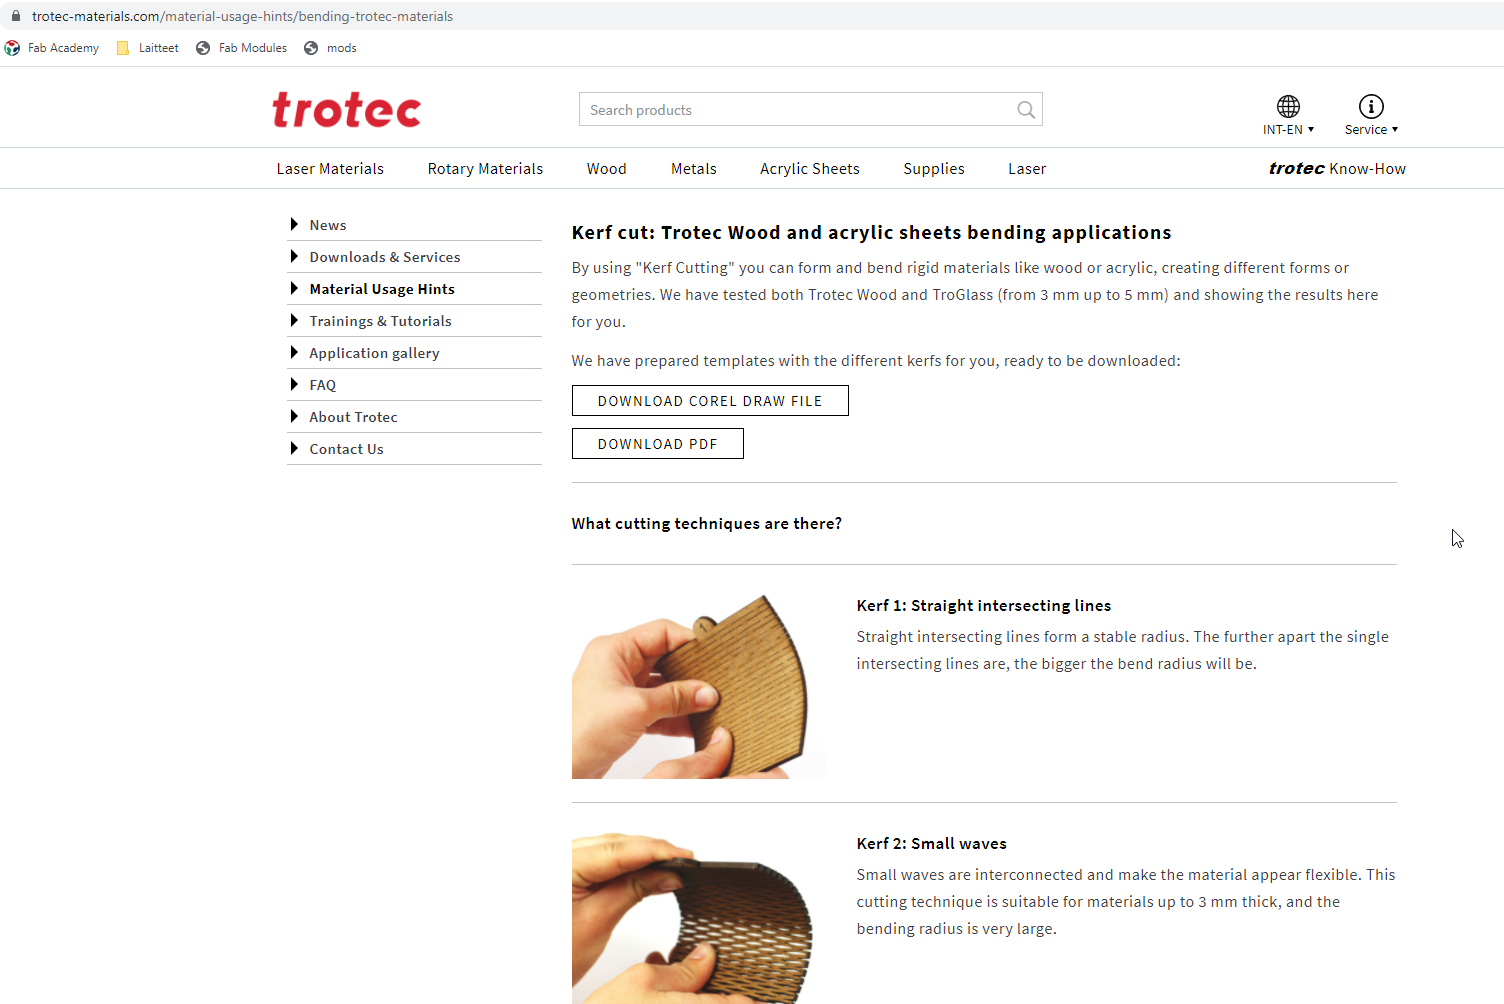 trotec-materials.com/material-usage-hints/bending-trotec-materials
Fab Academy Laitteet Fab Modules mods
trotec
Search products
INT-EN ▼ Service ▼
Laser Materials Rotary Materials Wood Metals Acrylic Sheets Supplies Laser trotec Know-How
News
Downloads & Services
Material Usage Hints
Trainings & Tutorials
Application gallery
FAQ
About Trotec
Contact Us
Kerf cut: Trotec Wood and acrylic sheets bending applications
By using "Kerf Cutting" you can form and bend rigid materials like wood or acrylic, creating different forms or
geometries. We have tested both Trotec Wood and TroGlass (from 3 mm up to 5 mm) and showing the results here
for you.
We have prepared templates with the different kerfs for you, ready to be downloaded:
DOWNLOAD COREL DRAW FILE
DOWNLOAD PDF
What cutting techniques are there?
Kerf 1: Straight intersecting lines
Straight intersecting lines form a stable radius. The further apart the single
intersecting lines are, the bigger the bend radius will be.
Kerf 2: Small waves
Small waves are interconnected and make the material appear flexible. This
cutting technique is suitable for materials up to 3 mm thick, and the
bending radius is very large.